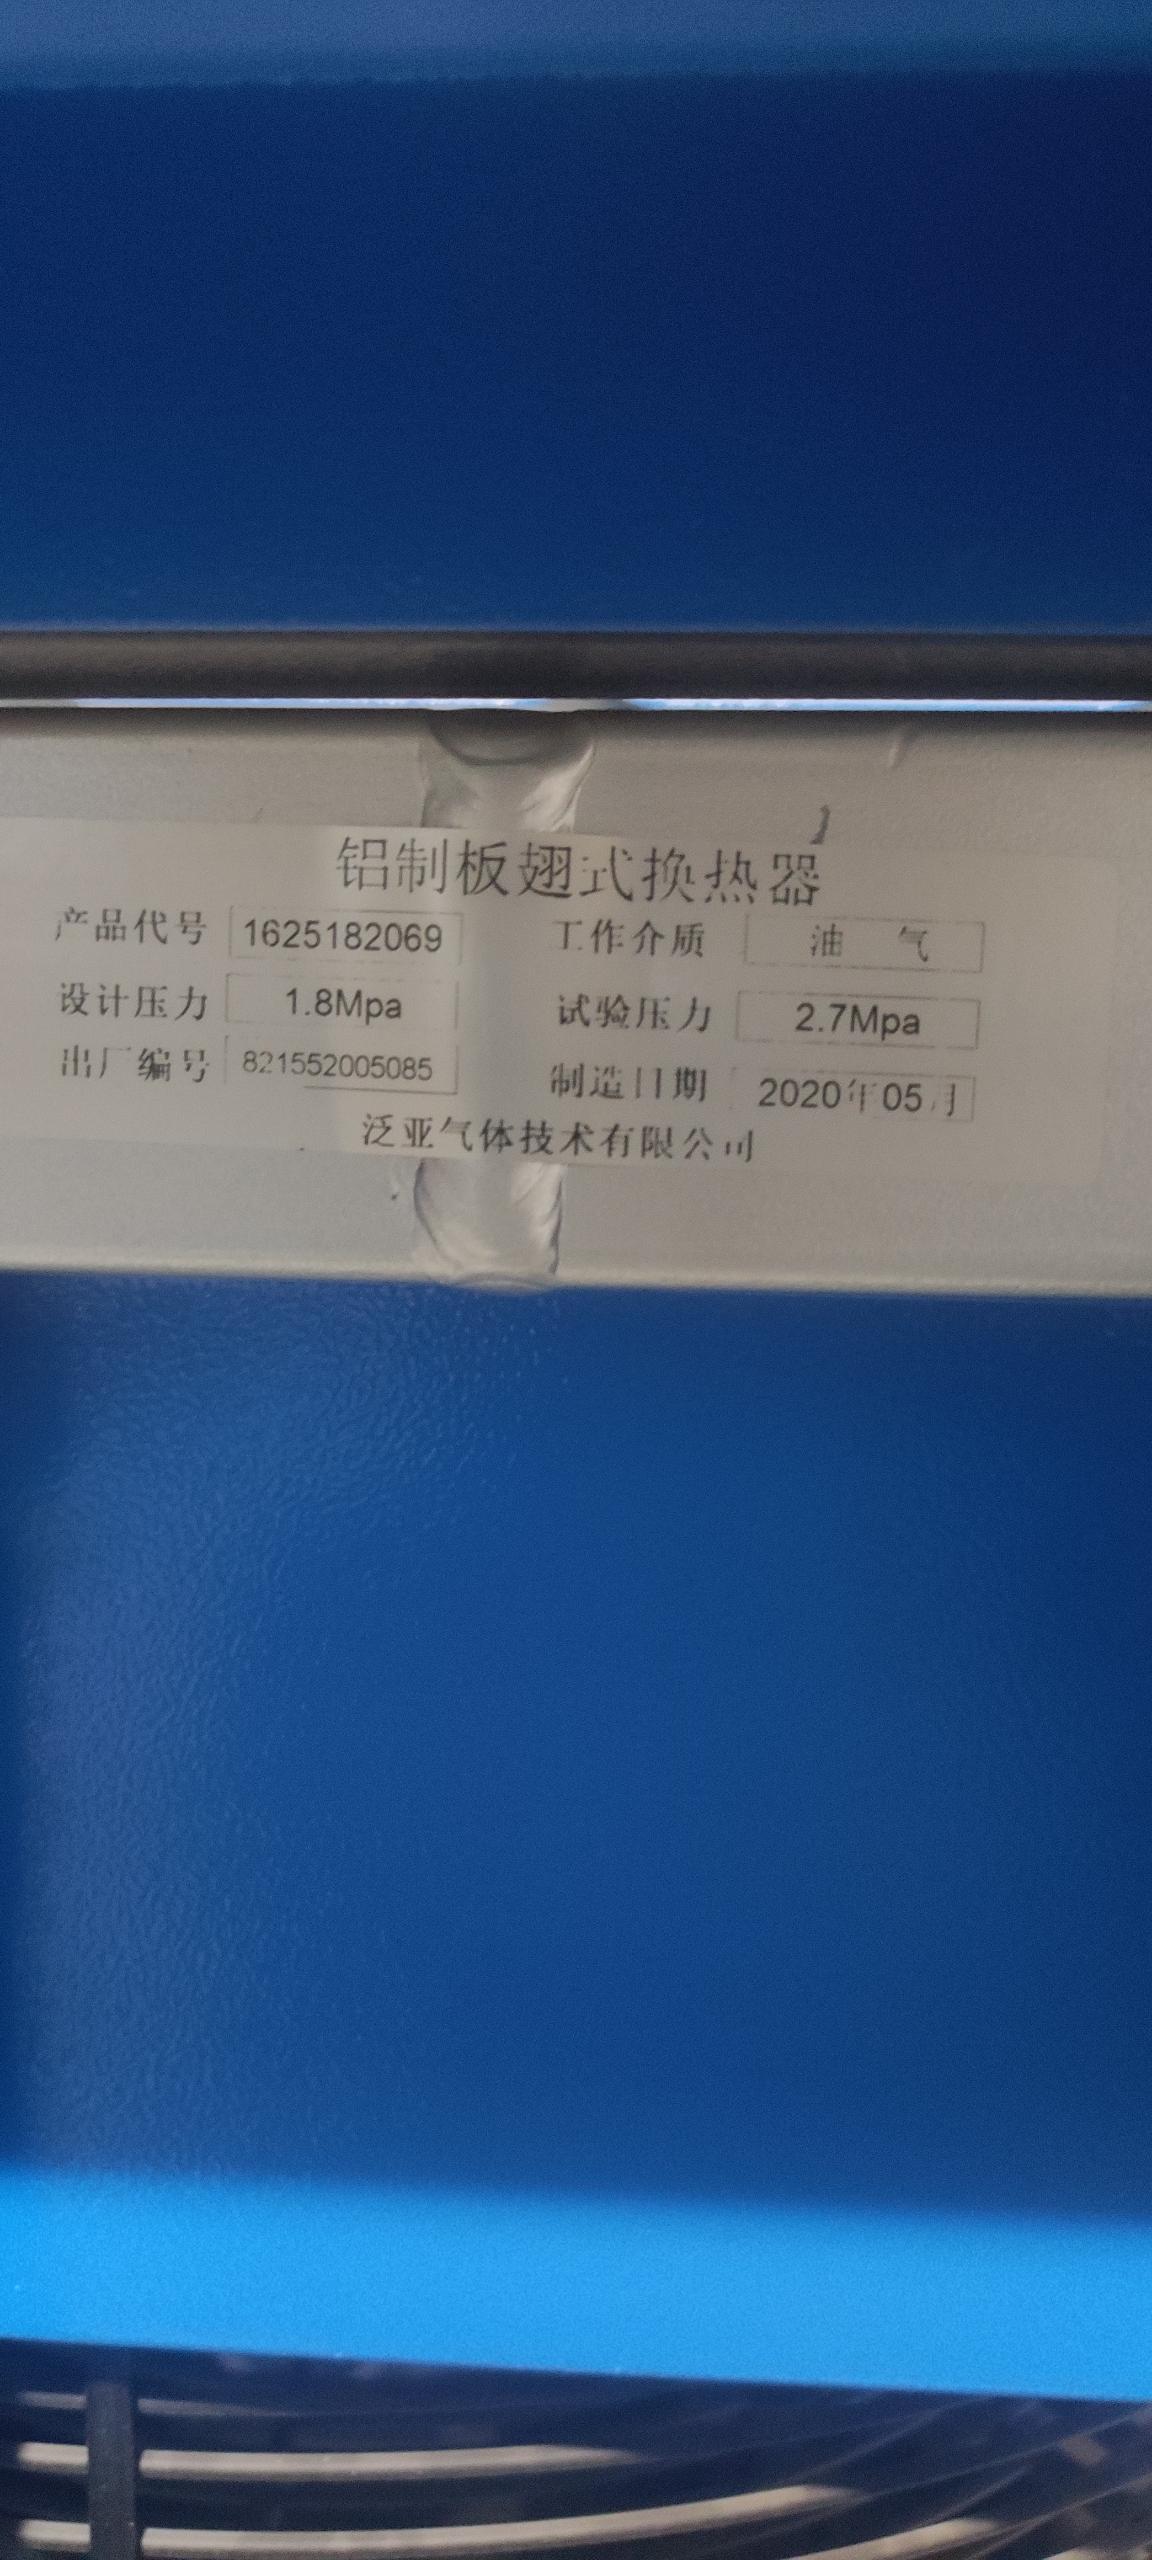 铝制板翅式换热器
产品代号 1625182069 工作介质 油 气
设计压力 1.8Mpa 试验压力 2.7Mpa
出厂编号 821552005085 制造日期 2020年05月
泛亚气体技术有限公司